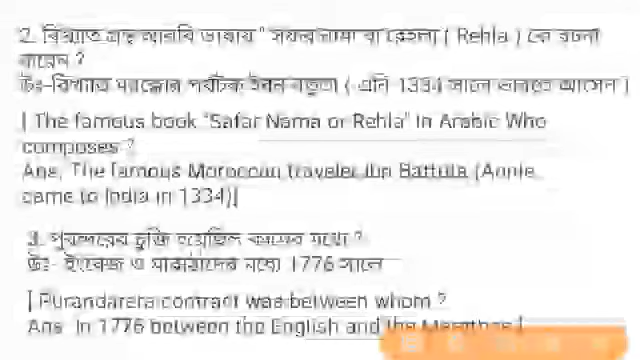 2. বিখ্যাত গ্রন্থ আরবি ভাষায় " সফর নামা বা রেহলা ( Rehla ) কে রচনা
করেন ?
উঃ-বিখ্যাত মরক্কোর পর্যটক ইবন বতুতা ( এনি 1334 সালে ভারতে আসেন )
[ The famous book "Safar Nama or Rehla" in Arabic Who
composes ?
Ans, The famous Moroccan traveler Ibn Battuta (Annie
came to India in 1334)]
3. পুরন্দরের চুক্তি হয়েছিল কাদের মধ্যে ?
উঃ- ইংরেজ ও মারাঠাদের মধ্যে 1776 সালে
[ Purandarera contract was between whom ?
Ans In 1776 between the English and the Marathas ]